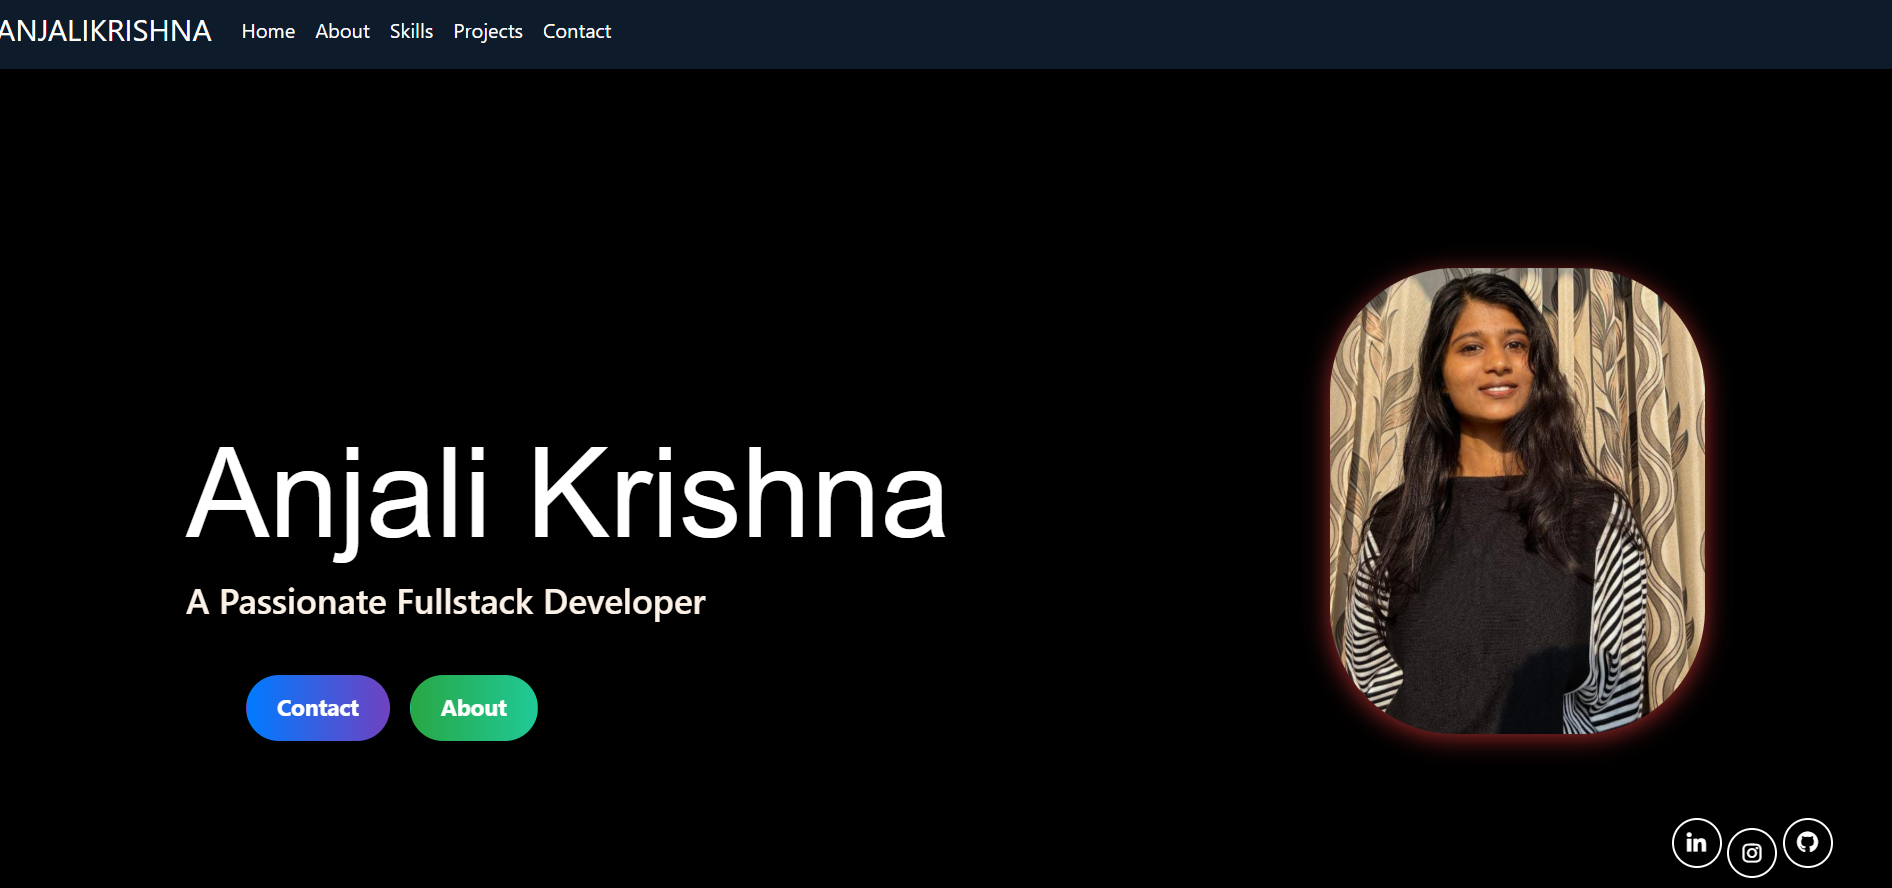 ANJALIKRISHNA Home About Skills Projects Contact
Anjali Krishna
A Passionate Fullstack Developer
Contact About
in